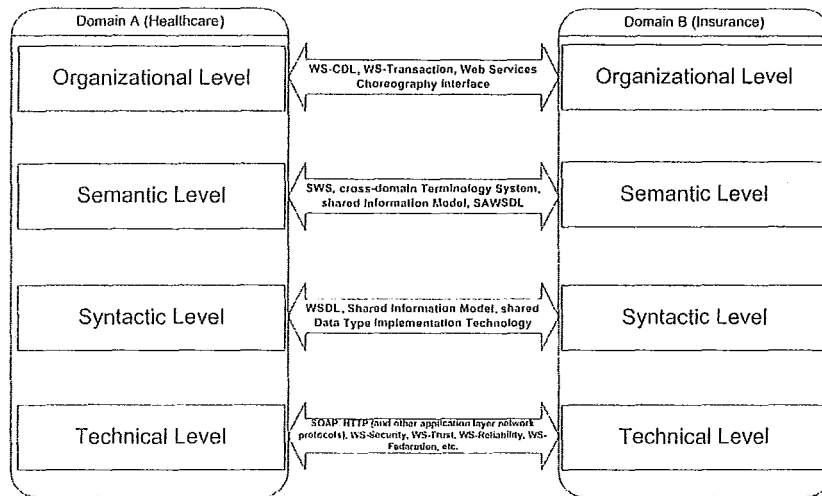 Domain A (Healthcare)
Domain B (Insurance)
Organizational Level
WS-CDL, WS-Transaction, Web Services
Choreography Interface
Organizational Level
Semantic Level
SWS, cross-domain Terminology System,
shared Information Model, SAWSDL
Semantic Level
Syntactic Level
WSDL, Shared Information Model, shared
Data Type Implementation Technology
Syntactic Level
Technical Level
SOAP, HTTP (and other application layer network
protocols), WS-Security, WS-Trust, WS-Reliability, WS-
Federation, etc.
Technical Level